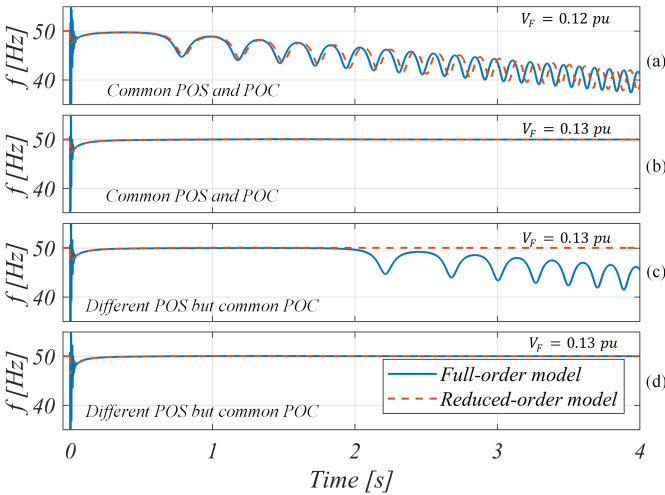 f [Hz]
50
40
V_F = 0.12 pu
Common POS and POC
(a)
f [Hz]
50
40
V_F = 0.13 pu
Common POS and POC
(b)
f [Hz]
50
40
V_F = 0.13 pu
Different POS but common POC
(c)
f [Hz]
50
40
V_F = 0.13 pu
Different POS but common POC
Full-order model
Reduced-order model
(d)
0 1 2 3 4
Time [s]